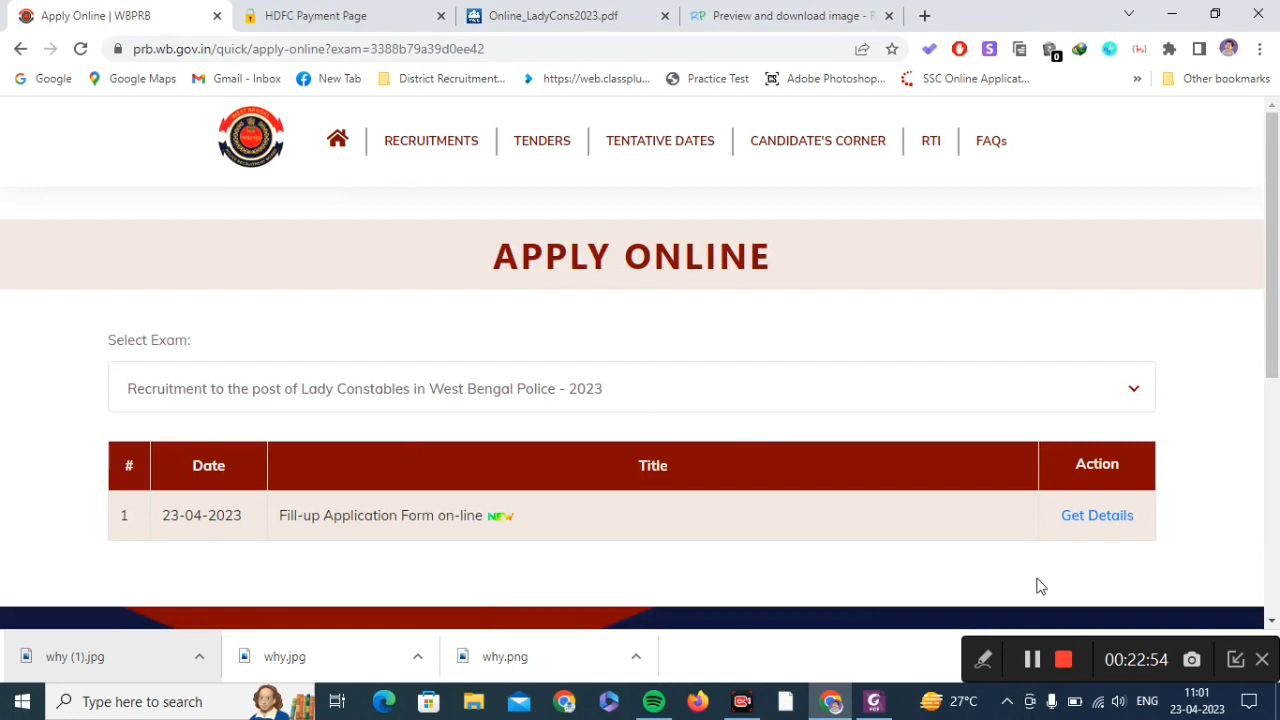 Apply Online | WBPRB
HDFC Payment Page
Online_LadyCons2023.pdf
Preview and download image - R
prb.wb.gov.in/quick/apply-online?exam=3388b79a39d0ee42
0
Google
Google Maps
Gmail - Inbox
New Tab
District Recruitment...
https://web.classplu...
Practice Test
Adobe Photoshop...
SSC Online Applicat...
»
Other bookmarks
RECRUITMENTS
TENDERS
TENTATIVE DATES
CANDIDATE'S CORNER
RTI
FAQs
APPLY ONLINE
Select Exam:
Recruitment to the post of Lady Constables in West Bengal Police - 2023
# Date Title Action
1 23-04-2023 Fill-up Application Form on-line NEW Get Details
why (1).jpg
why.jpg
why.png
00:22:54
Type here to search
27°C
ENG
11:01
23-04-2023